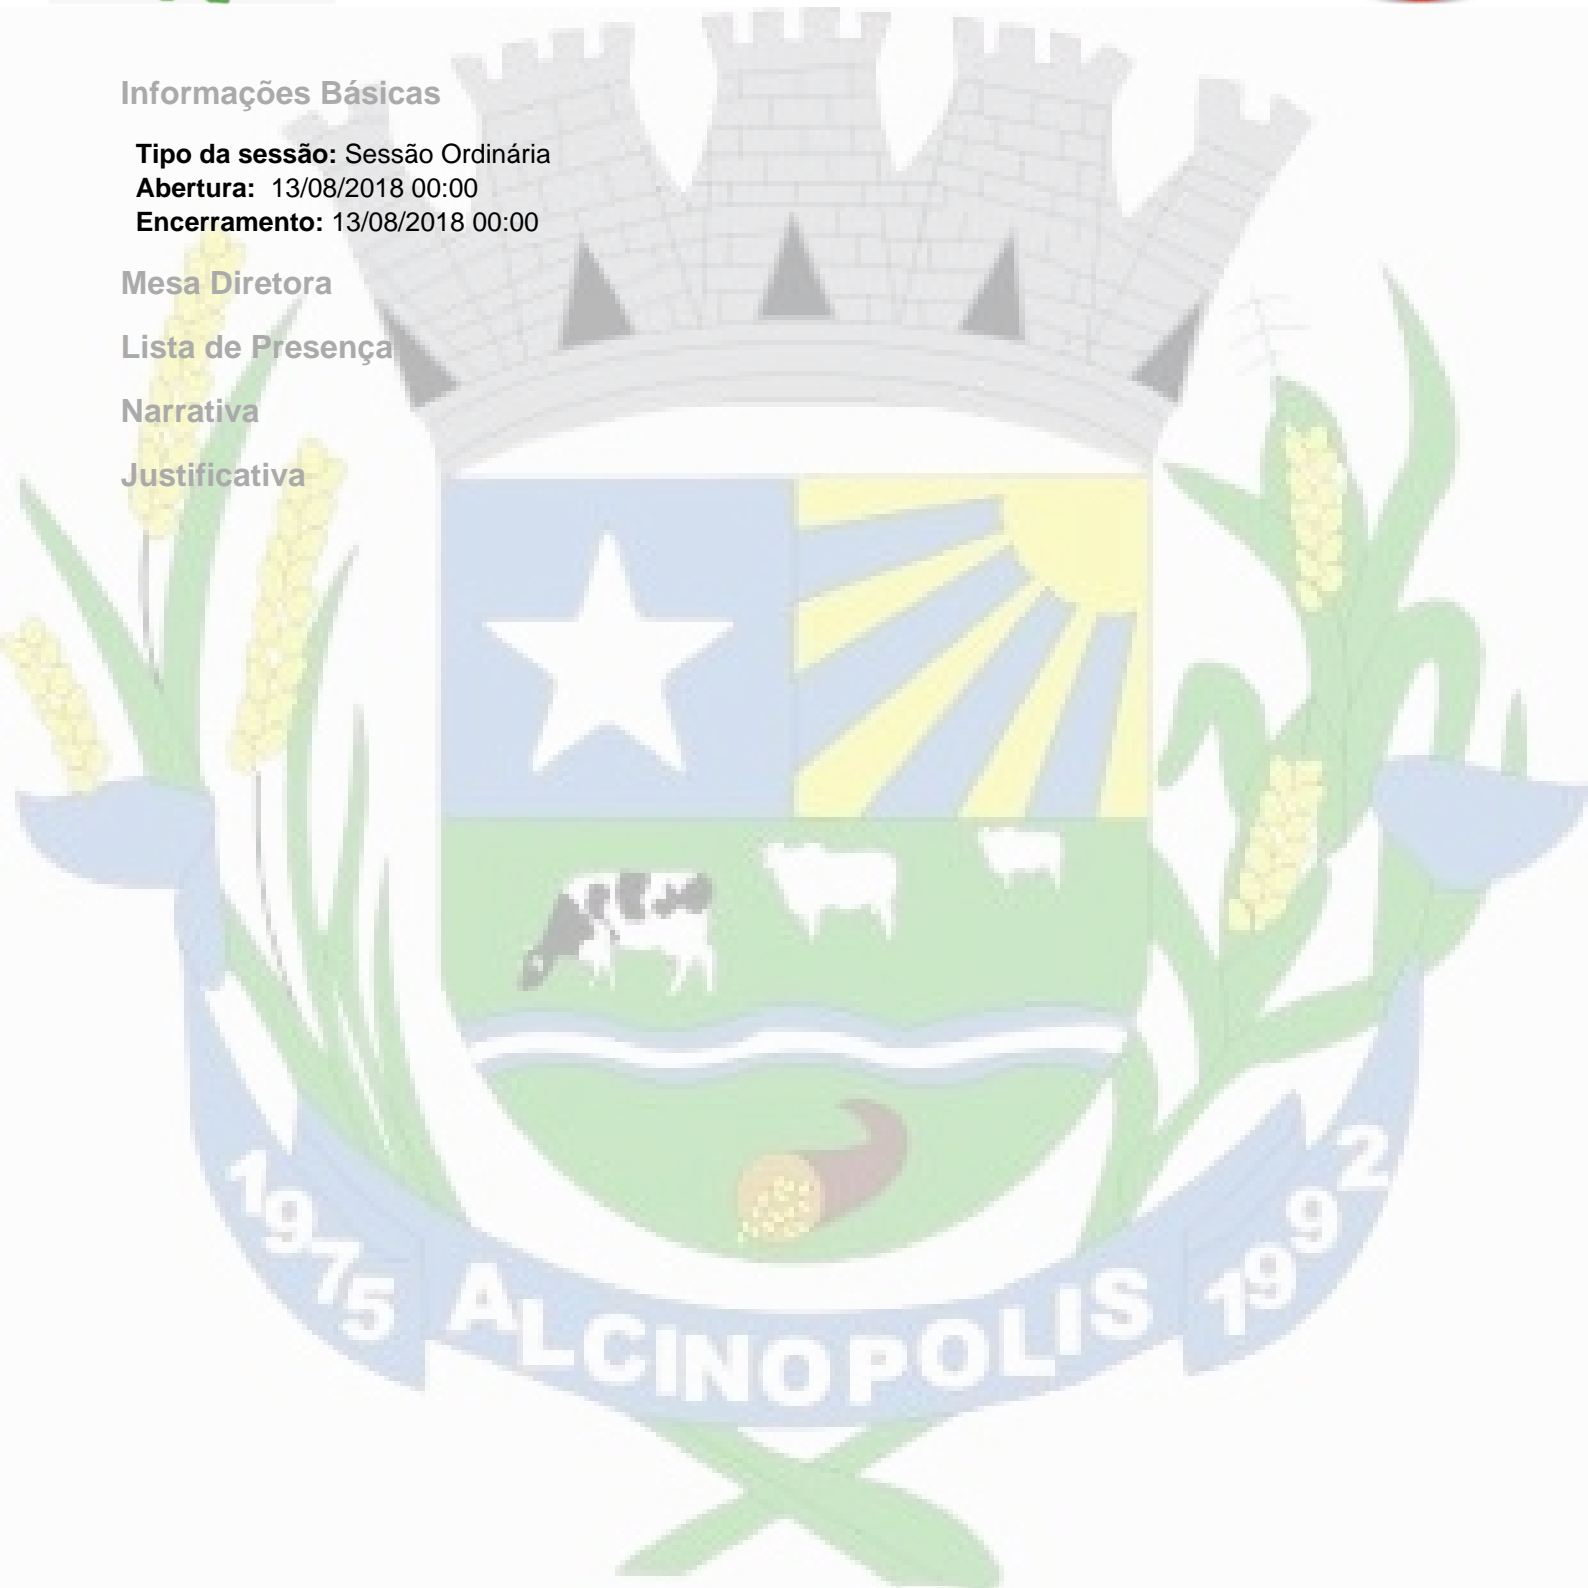 Informações Básicas
Tipo da sessão: Sessão Ordinária
Abertura: 13/08/2018 00:00
Encerramento: 13/08/2018 00:00
Mesa Diretora
Lista de Presença
Narrativa
Justificativa
1975 ALCINOPOLIS 1992